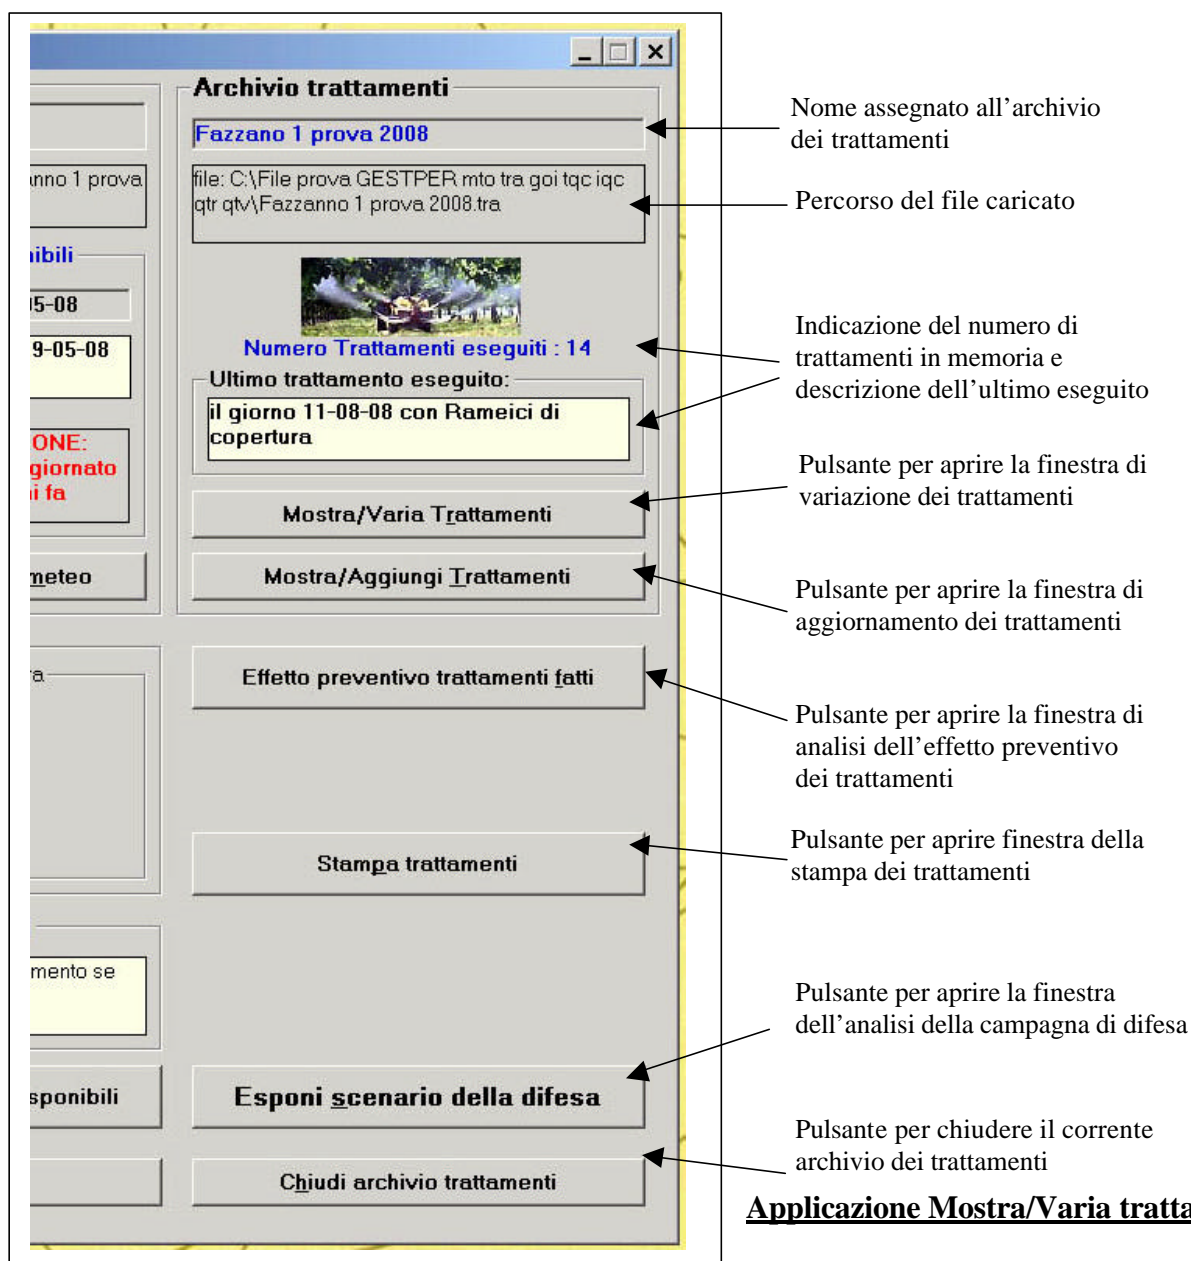 Archivio trattamenti
Fazzano 1 prova 2008
file: C:\File prova GESTPER mto tra goi tqc iqc
qtr qtv\Fazzanno 1 prova 2008.tra
Numero Trattamenti eseguiti : 14
Ultimo trattamento eseguito:
il giorno 11-08-08 con Rameici di
copertura
Mostra/Varia Trattamenti
Mostra/Aggiungi Trattamenti
Effetto preventivo trattamenti fatti
Stampa trattamenti
Esponi scenario della difesa
Chiudi archivio trattamenti
anno 1 prova
nibili
05-08
9-05-08
ONE:
giornato
ni fa
meteo
ra
mento se
sponibili
Nome assegnato all’archivio
dei trattamenti
Percorso del file caricato
Indicazione del numero di
trattamenti in memoria e
descrizione dell’ultimo eseguito
Pulsante per aprire la finestra di
variazione dei trattamenti
Pulsante per aprire la finestra di
aggiornamento dei trattamenti
Pulsante per aprire la finestra di
analisi dell’effetto preventivo
dei trattamenti
Pulsante per aprire finestra della
stampa dei trattamenti
Pulsante per aprire la finestra
dell’analisi della campagna di difesa
Pulsante per chiudere il corrente
archivio dei trattamenti
Applicazione Mostra/Varia tratta